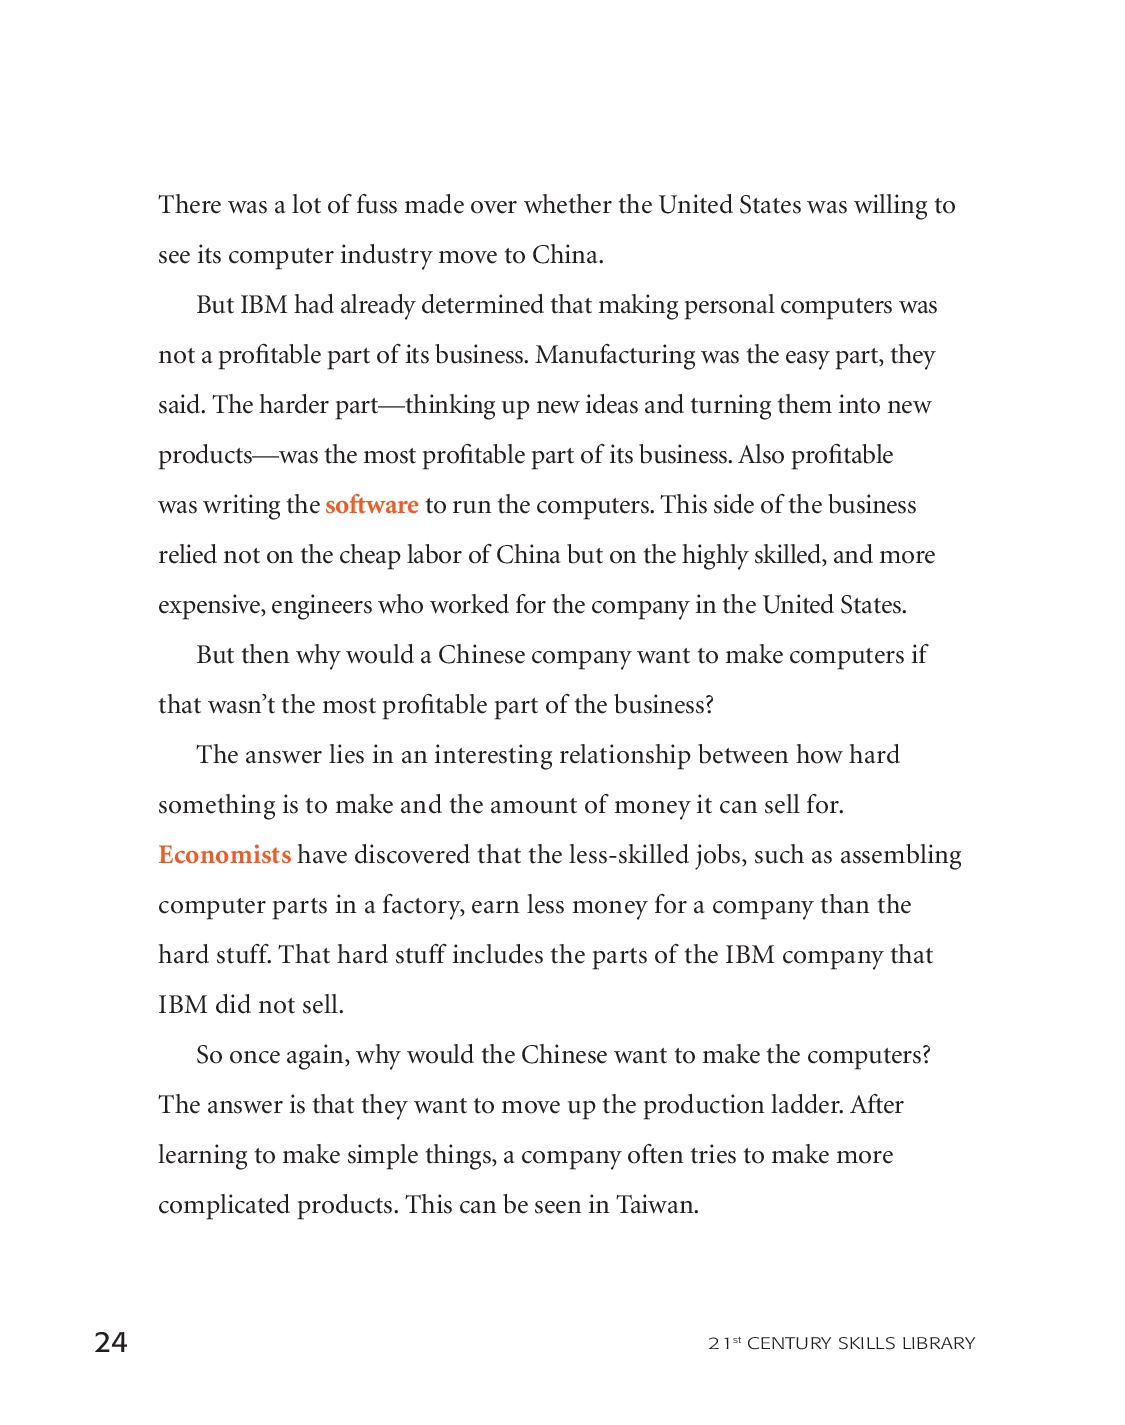 There was a lot of fuss made over whether the United States was willing to
see its computer industry move to China.
But IBM had already determined that making personal computers was
not a profitable part of its business. Manufacturing was the easy part, they
said. The harder part—thinking up new ideas and turning them into new
products—was the most profitable part of its business. Also profitable
was writing the software to run the computers. This side of the business
relied not on the cheap labor of China but on the highly skilled, and more
expensive, engineers who worked for the company in the United States.
But then why would a Chinese company want to make computers if
that wasn’t the most profitable part of the business?
The answer lies in an interesting relationship between how hard
something is to make and the amount of money it can sell for.
Economists have discovered that the less-skilled jobs, such as assembling
computer parts in a factory, earn less money for a company than the
hard stuff. That hard stuff includes the parts of the IBM company that
IBM did not sell.
So once again, why would the Chinese want to make the computers?
The answer is that they want to move up the production ladder. After
learning to make simple things, a company often tries to make more
complicated products. This can be seen in Taiwan.
24
21st CENTURY SKILLS LIBRARY